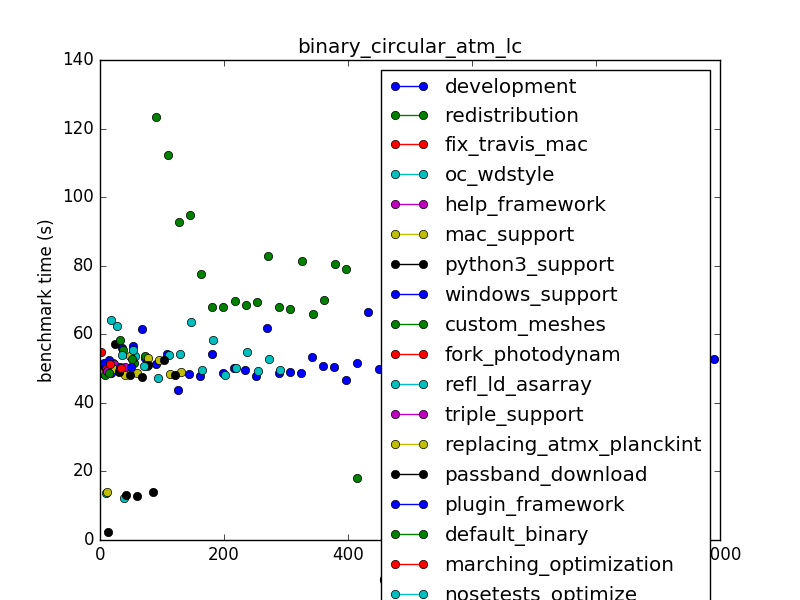 binary_circular_atm_lc
140
120
100
80
60
40
20
0
benchmark time (s)
0
200
400
000
development
redistribution
fix_travis_mac
oc_wdstyle
help_framework
mac_support
python3_support
windows_support
custom_meshes
fork_photodynam
refl_ld_asarray
triple_support
replacing_atmx_planckint
passband_download
plugin_framework
default_binary
marching_optimization
nosetests_optimize